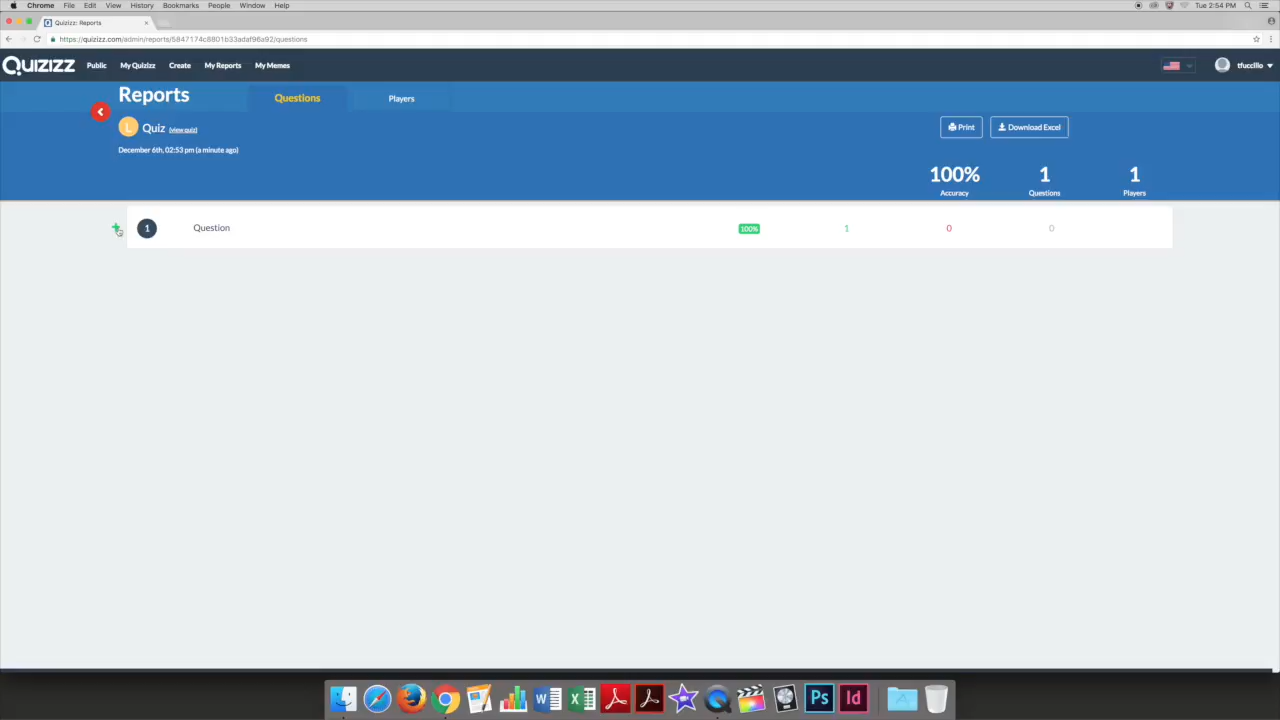 Chrome File Edit View History Bookmarks People Window Help Tue 2:54 PM
Quizizz: Reports
https://quizizz.com/admin/reports/5847174c8801b33adaf96a92/questions
QUIZIZZ Public My Quizizz Create My Reports My Memes tfuccillo
Reports Questions Players
L Quiz (view quiz) Print Download Excel
December 6th, 02:53 pm (a minute ago)
100% 1 1
Accuracy Questions Players
1 Question 100% 1 0 0
W X Ps Id